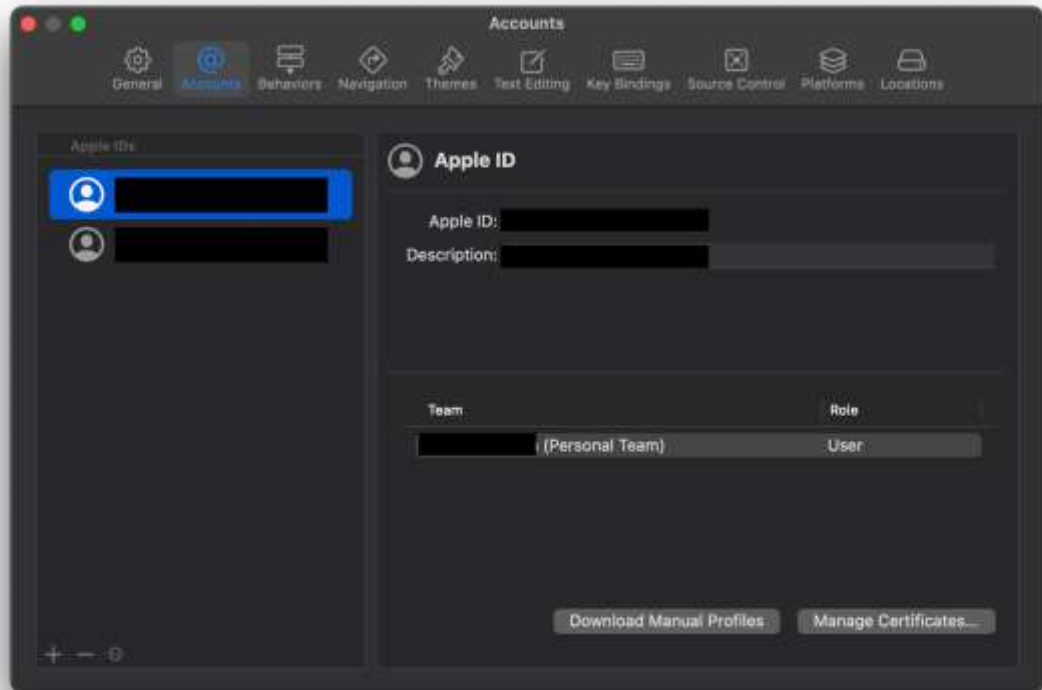 Accounts
General Accounts Behaviors Navigation Themes Text Editing Key Bindings Source Control Platforms Locations
Apple IDs
Apple ID
Apple ID:
Description:
Team Role
(Personal Team) User
Download Manual Profiles Manage Certificates...